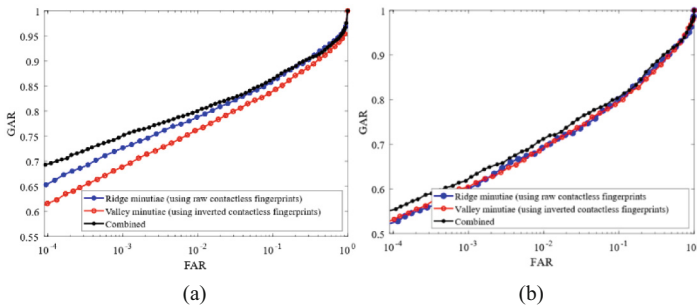 1
0.95
0.9
0.85
0.8
0.75
0.7
0.65
0.6
0.55
GAR
Ridge minutiae (using raw contactless fingerprints)
Valley minutiae (using inverted contactless fingerprints)
Combined
10-4
10-3
10-2
10-1
100
FAR
(a)
1
0.9
0.8
0.7
0.6
0.5
GAR
Ridge minutiae (using raw contactless fingerprints
Valley minutiae (using inverted contactless fingerprints)
Combined
10-4
10-3
10-2
10-1
100
FAR
(b)